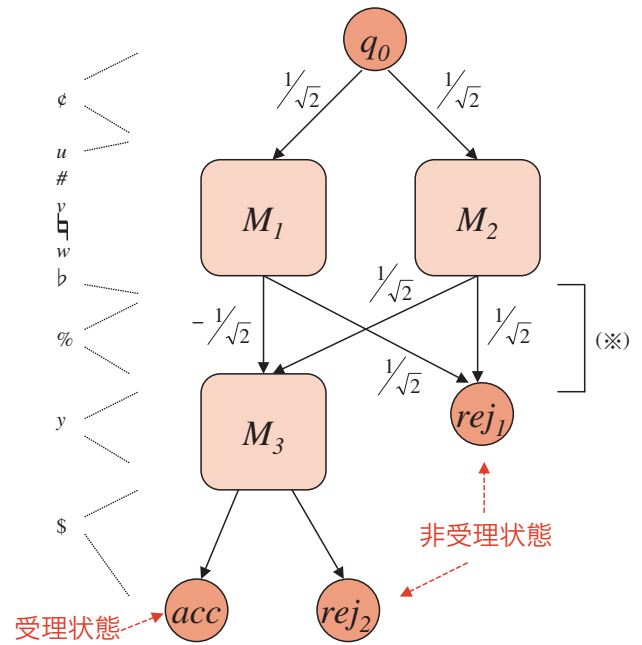 q₀
1/√2
1/√2
¢
u
#
v
♮
w
♭
M₁
M₂
1/√2
− 1/√2
1/√2
1/√2
(※)
%
y
M₃
rej₁
$
非受理状態
acc
rej₂
受理状態